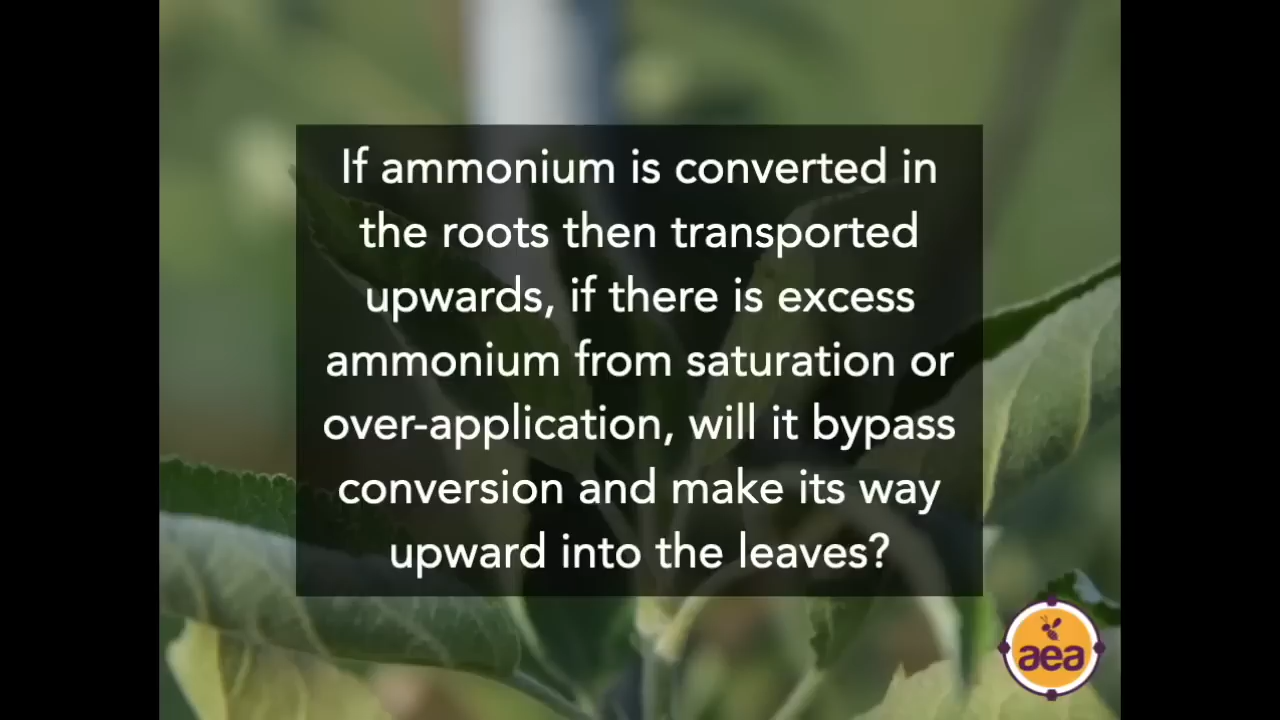 If ammonium is converted in
the roots then transported
upwards, if there is excess
ammonium from saturation or
over-application, will it bypass
conversion and make its way
upward into the leaves?
aea